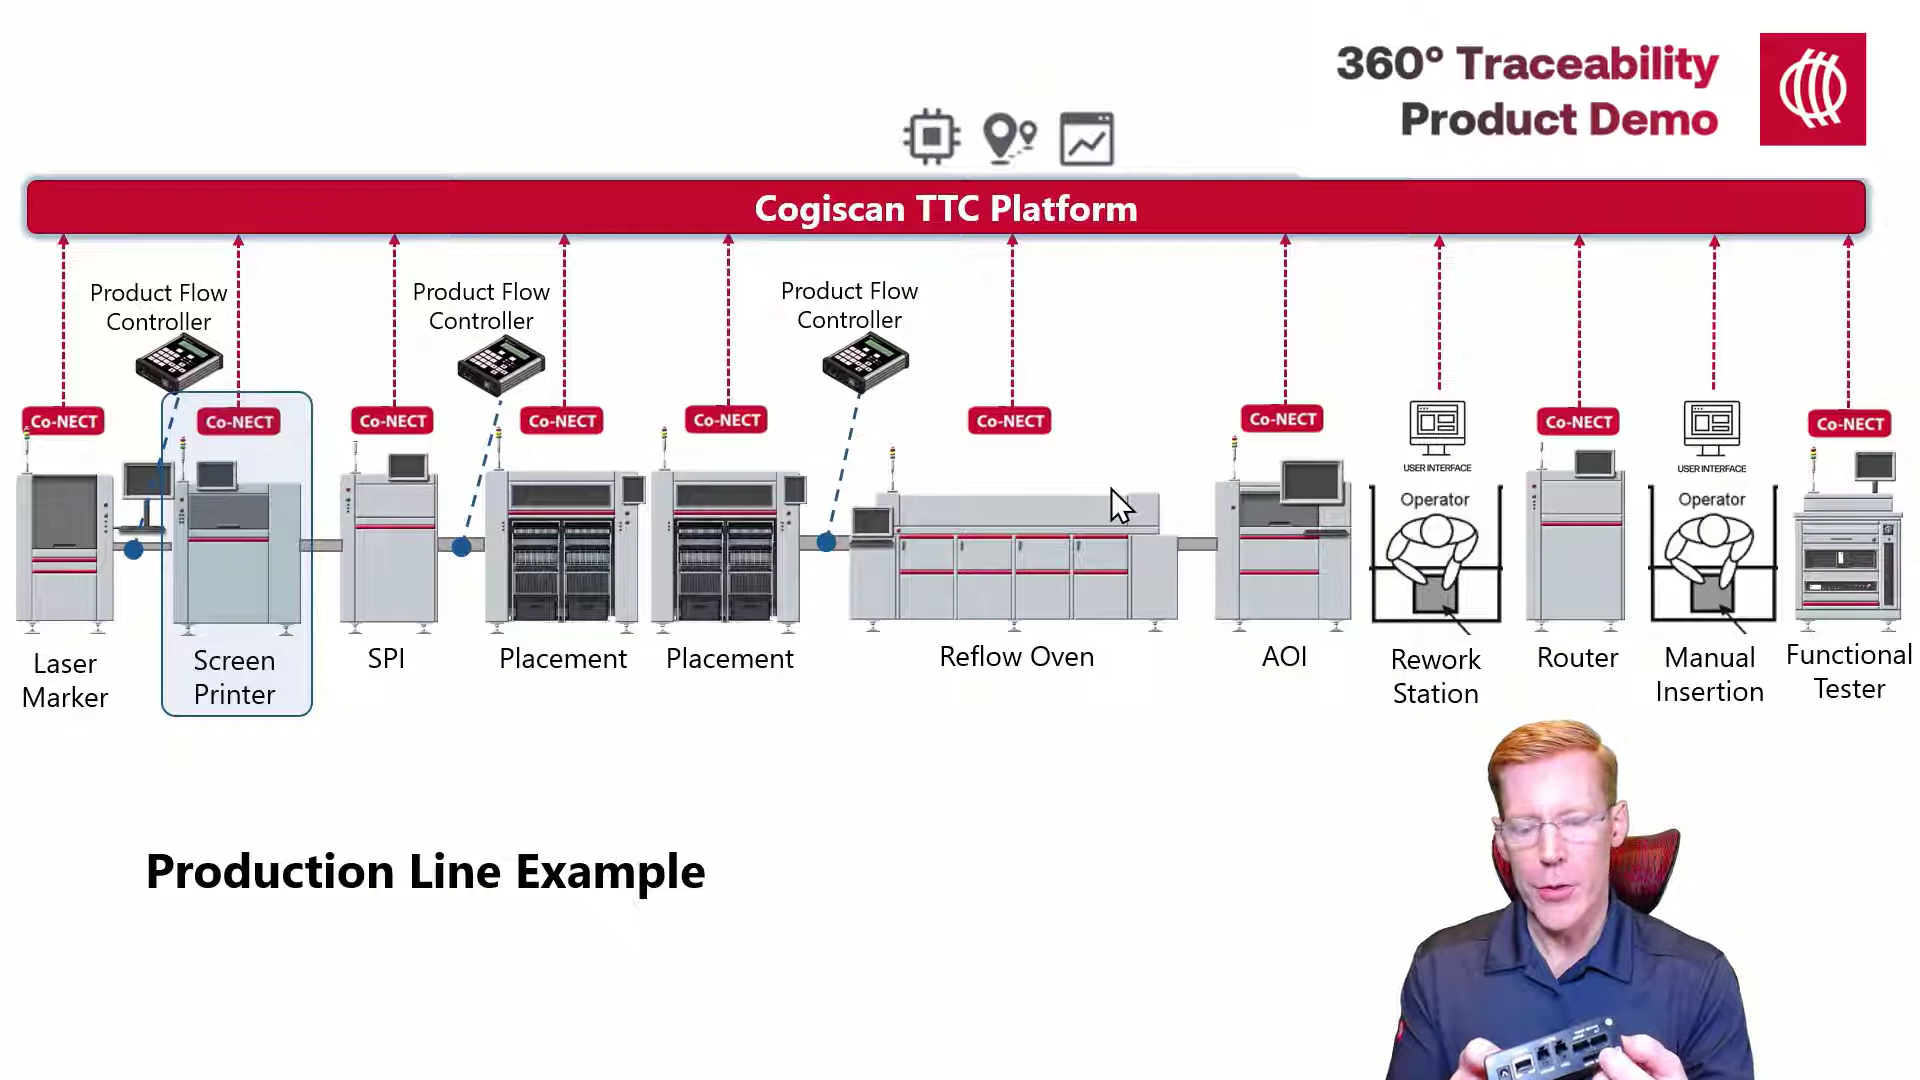 360° Traceability
Product Demo
Cogiscan TTC Platform
Product Flow
Controller
Product Flow
Controller
Product Flow
Controller
Co-NECT
Co-NECT
Co-NECT
Co-NECT
Co-NECT
Co-NECT
Co-NECT
USER INTERFACE
Co-NECT
USER INTERFACE
Co-NECT
Operator
Operator
Laser
Marker
Screen
Printer
SPI
Placement
Placement
Reflow Oven
AOI
Rework
Station
Router
Manual
Insertion
Functional
Tester
Production Line Example